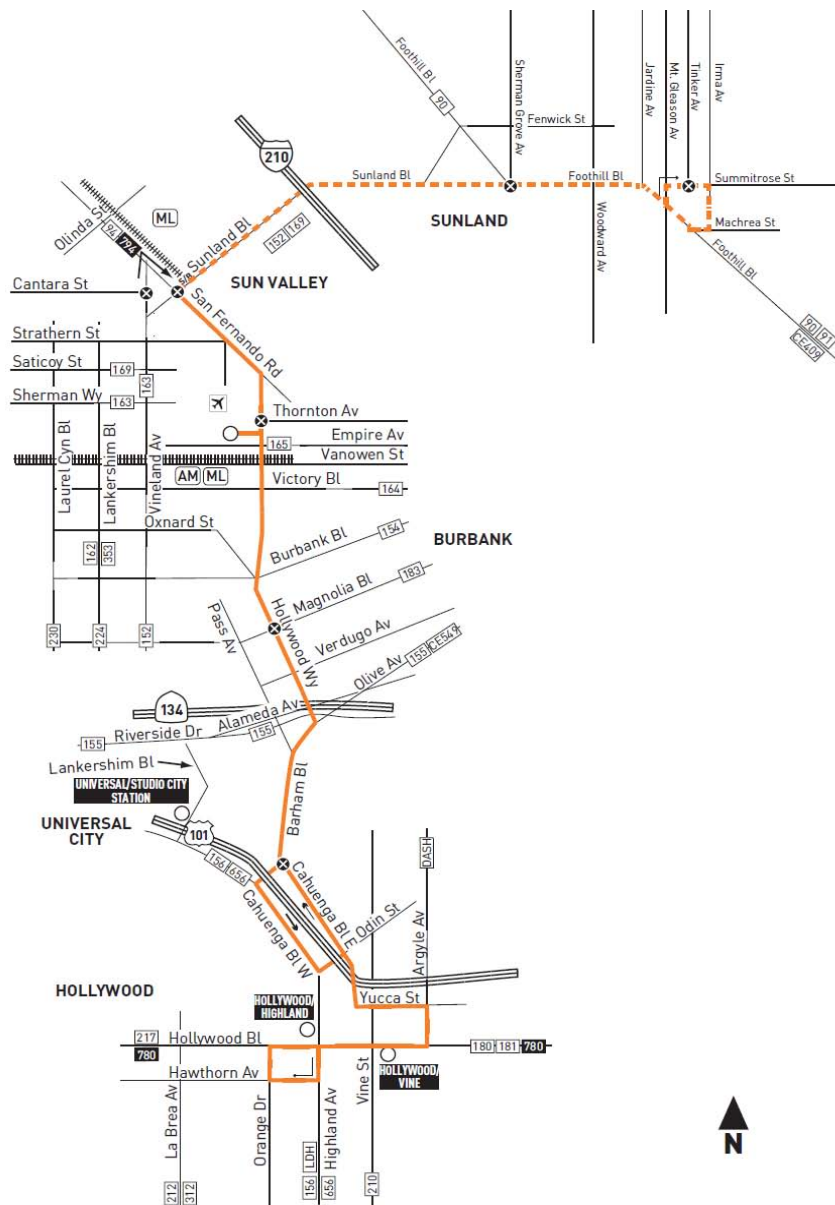 Foothill Bl
90
Sherman Grove Av
Jardine Av
Mt. Gleason Av
Tinker Av
Irma Av
Fenwick St
210
Sunland Bl
Foothill Bl
Summitrose St
SUNLAND
Woodward Av
Machrea St
Foothill Bl
90 91
CE409
Olinda St
ML
94 794
Sunland Bl
152 169
SUN VALLEY
Cantara St
San Fernando Rd
Strathern St
Saticoy St
169
163
Sherman Wy
163
Thornton Av
Empire Av
165
Vanowen St
AM ML
Victory Bl
164
Laurel Cyn Bl
Lankershim Bl
Vineland Av
Oxnard St
Burbank Bl
154
BURBANK
162
353
Magnolia Bl
183
Hollywood Wy
Pass Av
Verdugo Av
230
224
152
Olive Av
155 CE549
134
Alameda Av
Riverside Dr
155
155
Lankershim Bl
UNIVERSAL/STUDIO CITY
STATION
Barham Bl
UNIVERSAL
CITY
101
156 656
Cahuenga Bl E
Cahuenga Bl W
Odin St
DASH
Argyle Av
HOLLYWOOD
HOLLYWOOD/
HIGHLAND
Yucca St
217
Hollywood Bl
780
180 181 780
Hawthorn Av
HOLLYWOOD/
VINE
Vine St
La Brea Av
Orange Dr
Highland Av
LDH
156
656
212
312
210
N